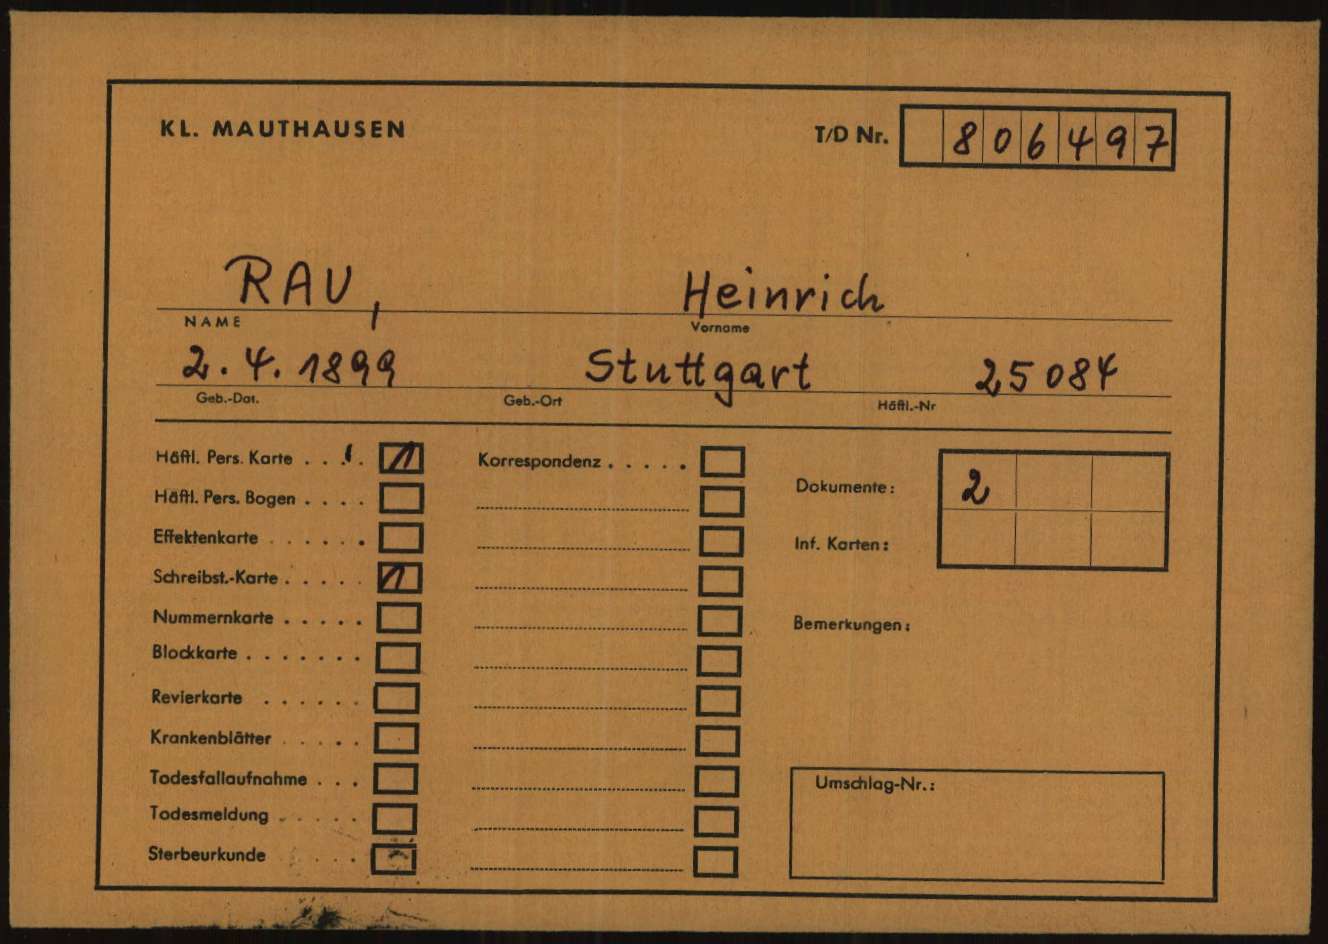 KL. MAUTHAUSEN T/D Nr. 806497
RAU, Heinrich
NAME Vorname
2.4.1899 Stuttgart 25084
Geb.-Dat. Geb.-Ort Häftl.-Nr
Häftl. Pers. Karte . . . . 1 Korrespondenz . . . . .
Dokumente: 2
Häftl. Pers. Bogen . . . .
Effektenkarte . . . . . .
Inf. Karten:
Schreibst.-Karte . . . . . 1
Nummernkarte . . . . .
Bemerkungen:
Blockkarte . . . . . . .
Revierkarte . . . . . .
Krankenblätter . . . . .
Todesfallaufnahme . . .
Umschlag-Nr.:
Todesmeldung . . . . .
Sterbeurkunde . . . .